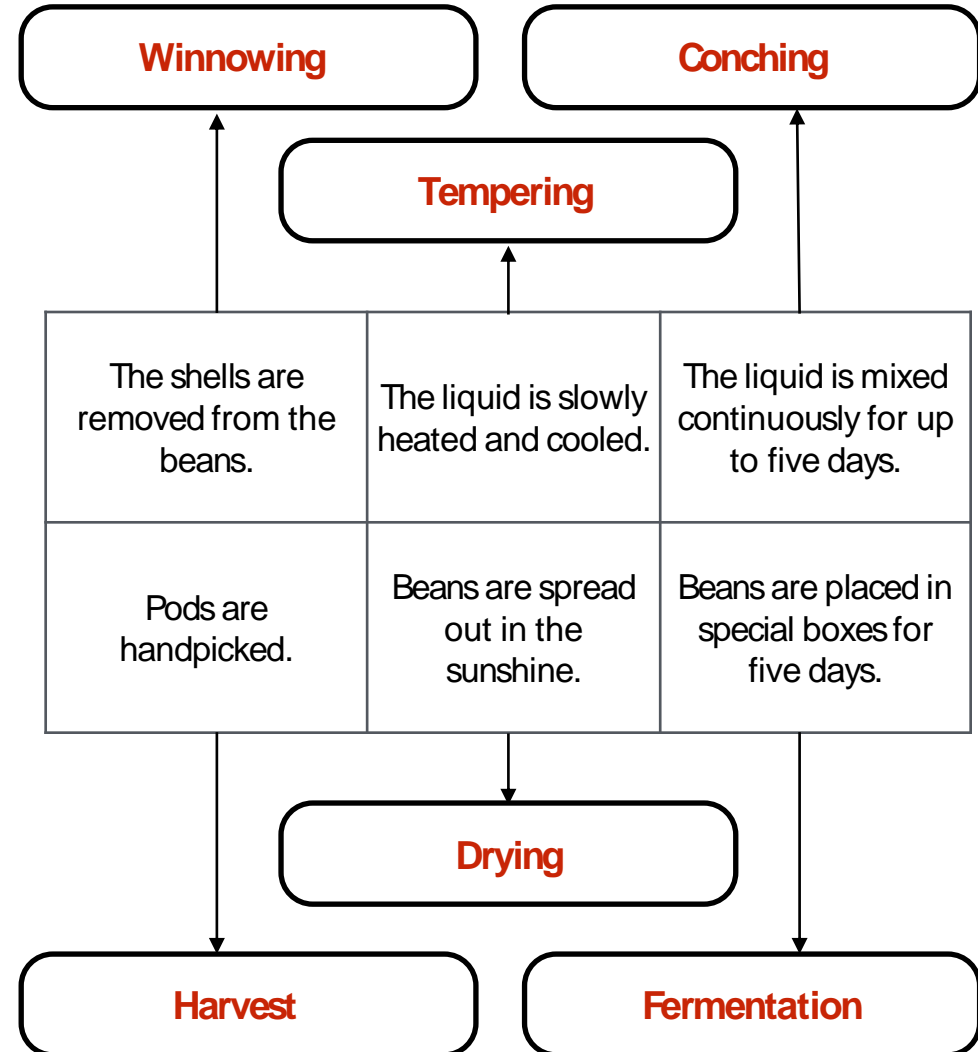 Winnowing
Conching
Tempering
The shells are
removed from the
beans.
The liquid is slowly
heated and cooled.
The liquid is mixed
continuously for up
to five days.
Pods are
handpicked.
Beans are spread
out in the
sunshine.
Beans are placed in
special boxes for
five days.
Drying
Harvest
Fermentation